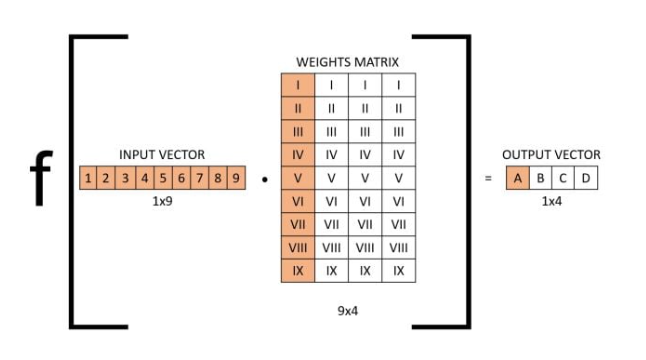 WEIGHTS MATRIX
I I I I
II II II II
III III III III
f
INPUT VECTOR
IV IV IV IV
OUTPUT VECTOR
1 2 3 4 5 6 7 8 9
•
V V V V
=
A B C D
1x9
VI VI VI VI
1x4
VII VII VII VII
VIII VIII VIII VIII
IX IX IX IX
9x4